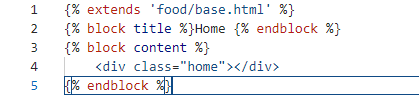 1 {% extends 'food/base.html' %}
2 {% block title %}Home {% endblock %}
3 {% block content %}
4     <div class="home"></div>
5 {% endblock %}